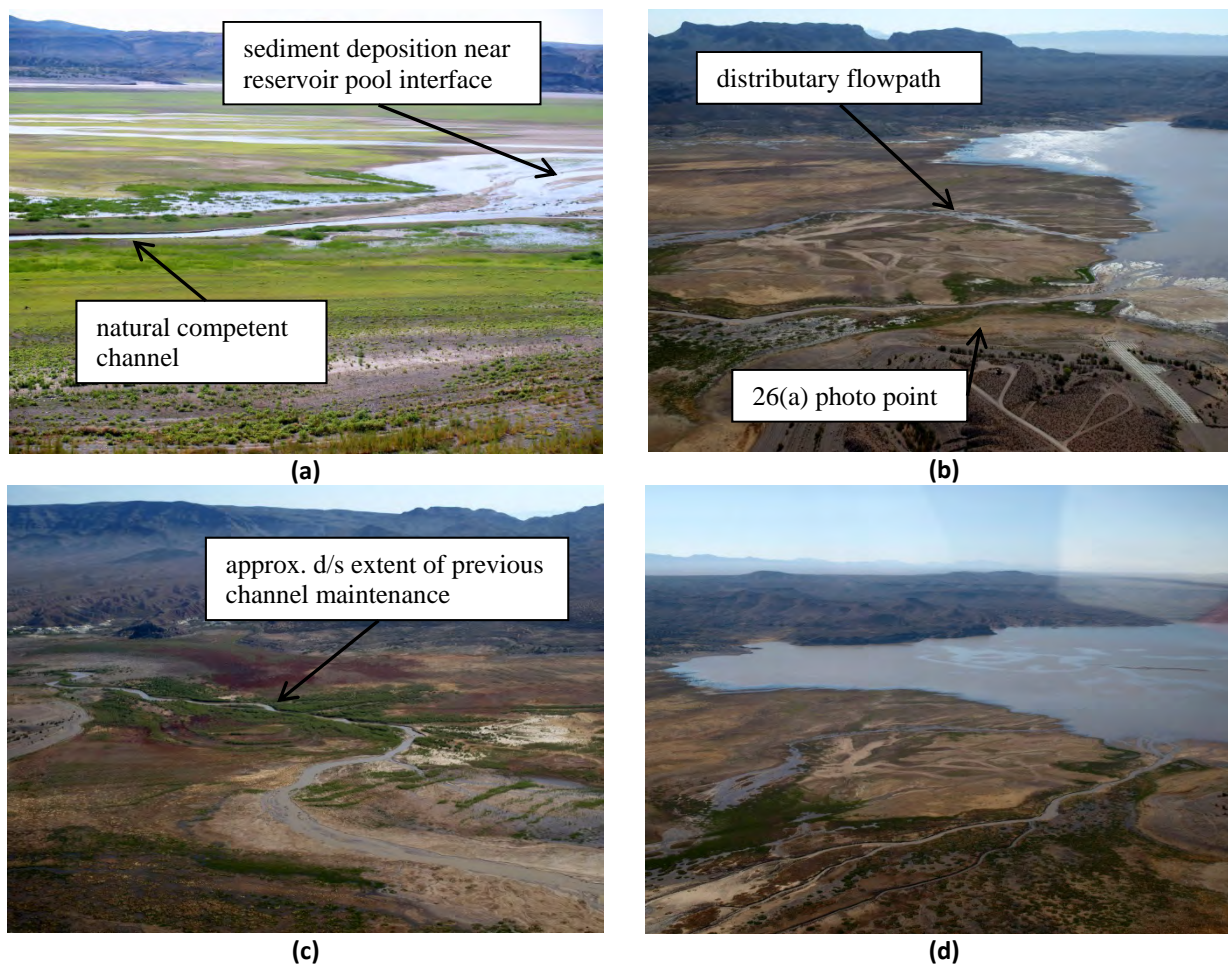 sediment deposition near
reservoir pool interface
natural competent
channel
(a)
distributary flowpath
26(a) photo point
(b)
approx. d/s extent of previous
channel maintenance
(c)
(d)